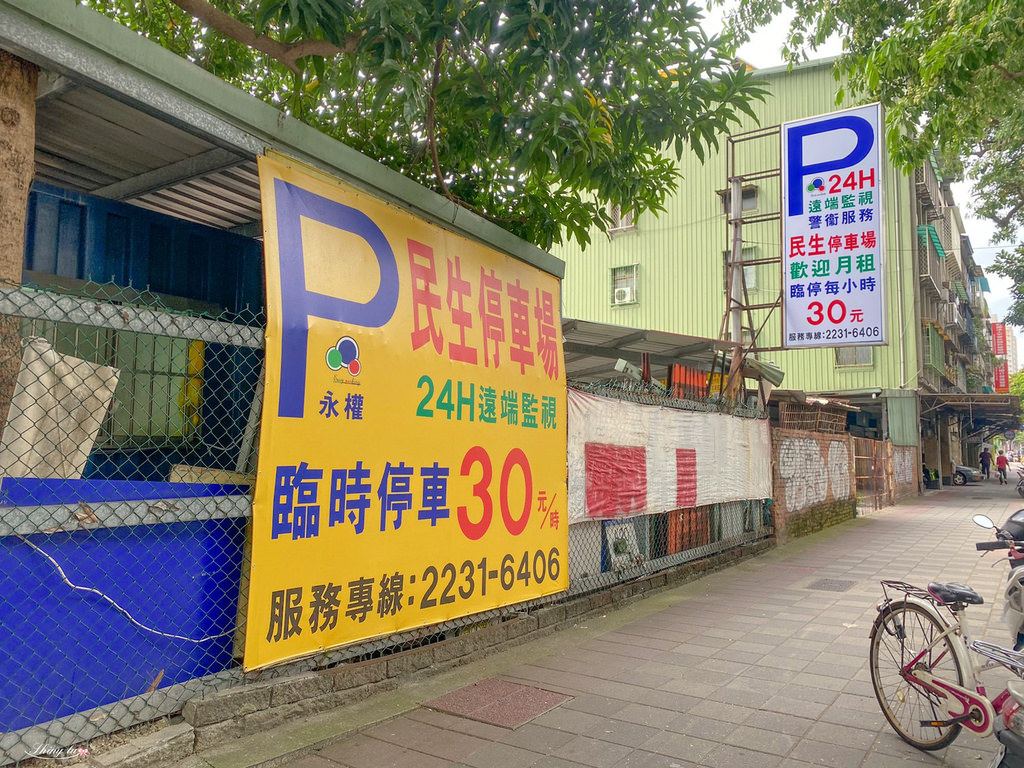 P
民生停車場
永權
24H遠端監視
臨時停車30元/時
服務專線:2231-6406
P
24H
遠端監視
警衛服務
民生停車場
歡迎月租
臨停每小時
30元
服務專線:2231-6406